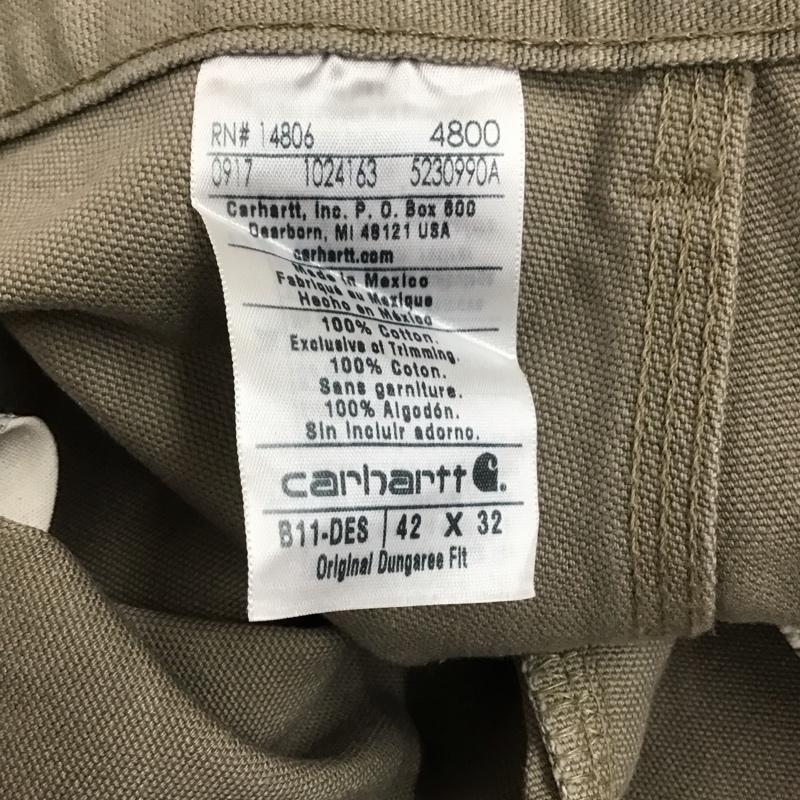 RN# 14806 4800
0917 1024163 5230990A
Carhartt, Inc. P. O. Box 600
Dearborn, MI 48121 USA
carhartt.com
Made in Mexico
Fabriqué au Mexique
Hecho en México
100% Cotton.
Exclusive of Trimming.
100% Coton.
Sans garniture.
100% Algodón.
Sin incluir adorno.
carhartt
B11-DES 42 X 32
Original Dungaree Fit